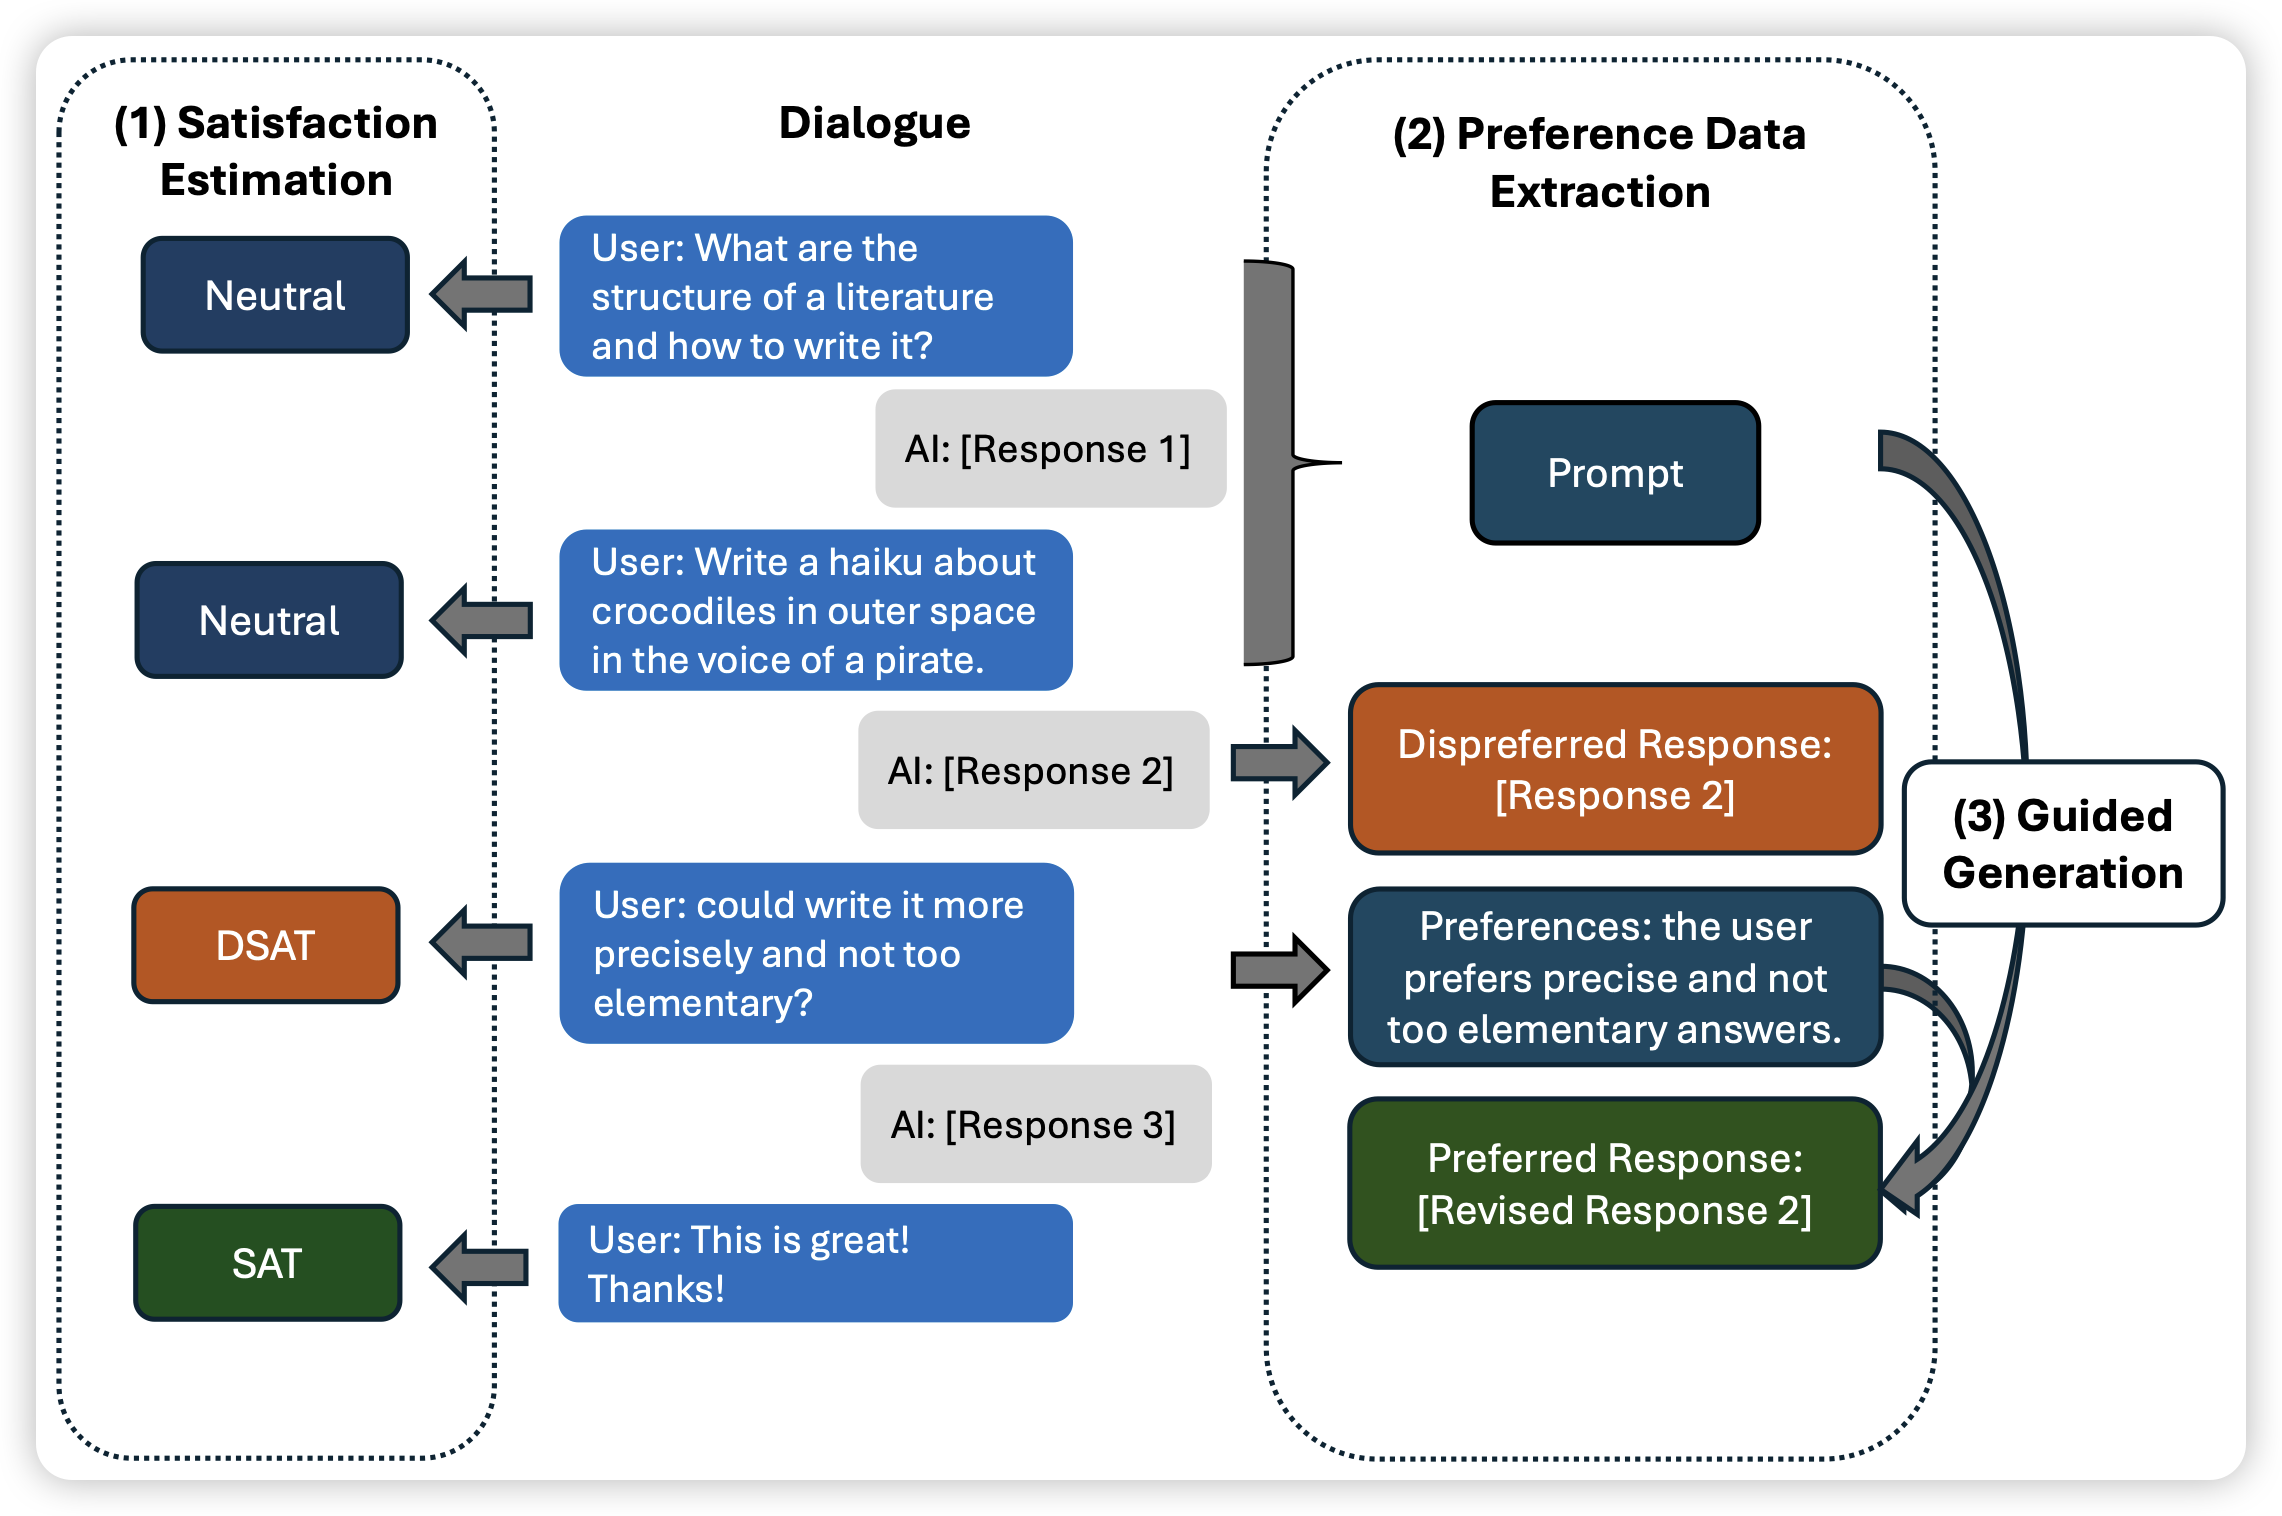 (1) Satisfaction
Estimation
Neutral
Neutral
DSAT
SAT
Dialogue
User: What are the
structure of a literature
and how to write it?
AI: [Response 1]
User: Write a haiku about
crocodiles in outer space
in the voice of a pirate.
AI: [Response 2]
User: could write it more
precisely and not too
elementary?
AI: [Response 3]
User: This is great!
Thanks!
(2) Preference Data
Extraction
Prompt
Dispreferred Response:
[Response 2]
Preferences: the user
prefers precise and not
too elementary answers.
Preferred Response:
[Revised Response 2]
(3) Guided
Generation